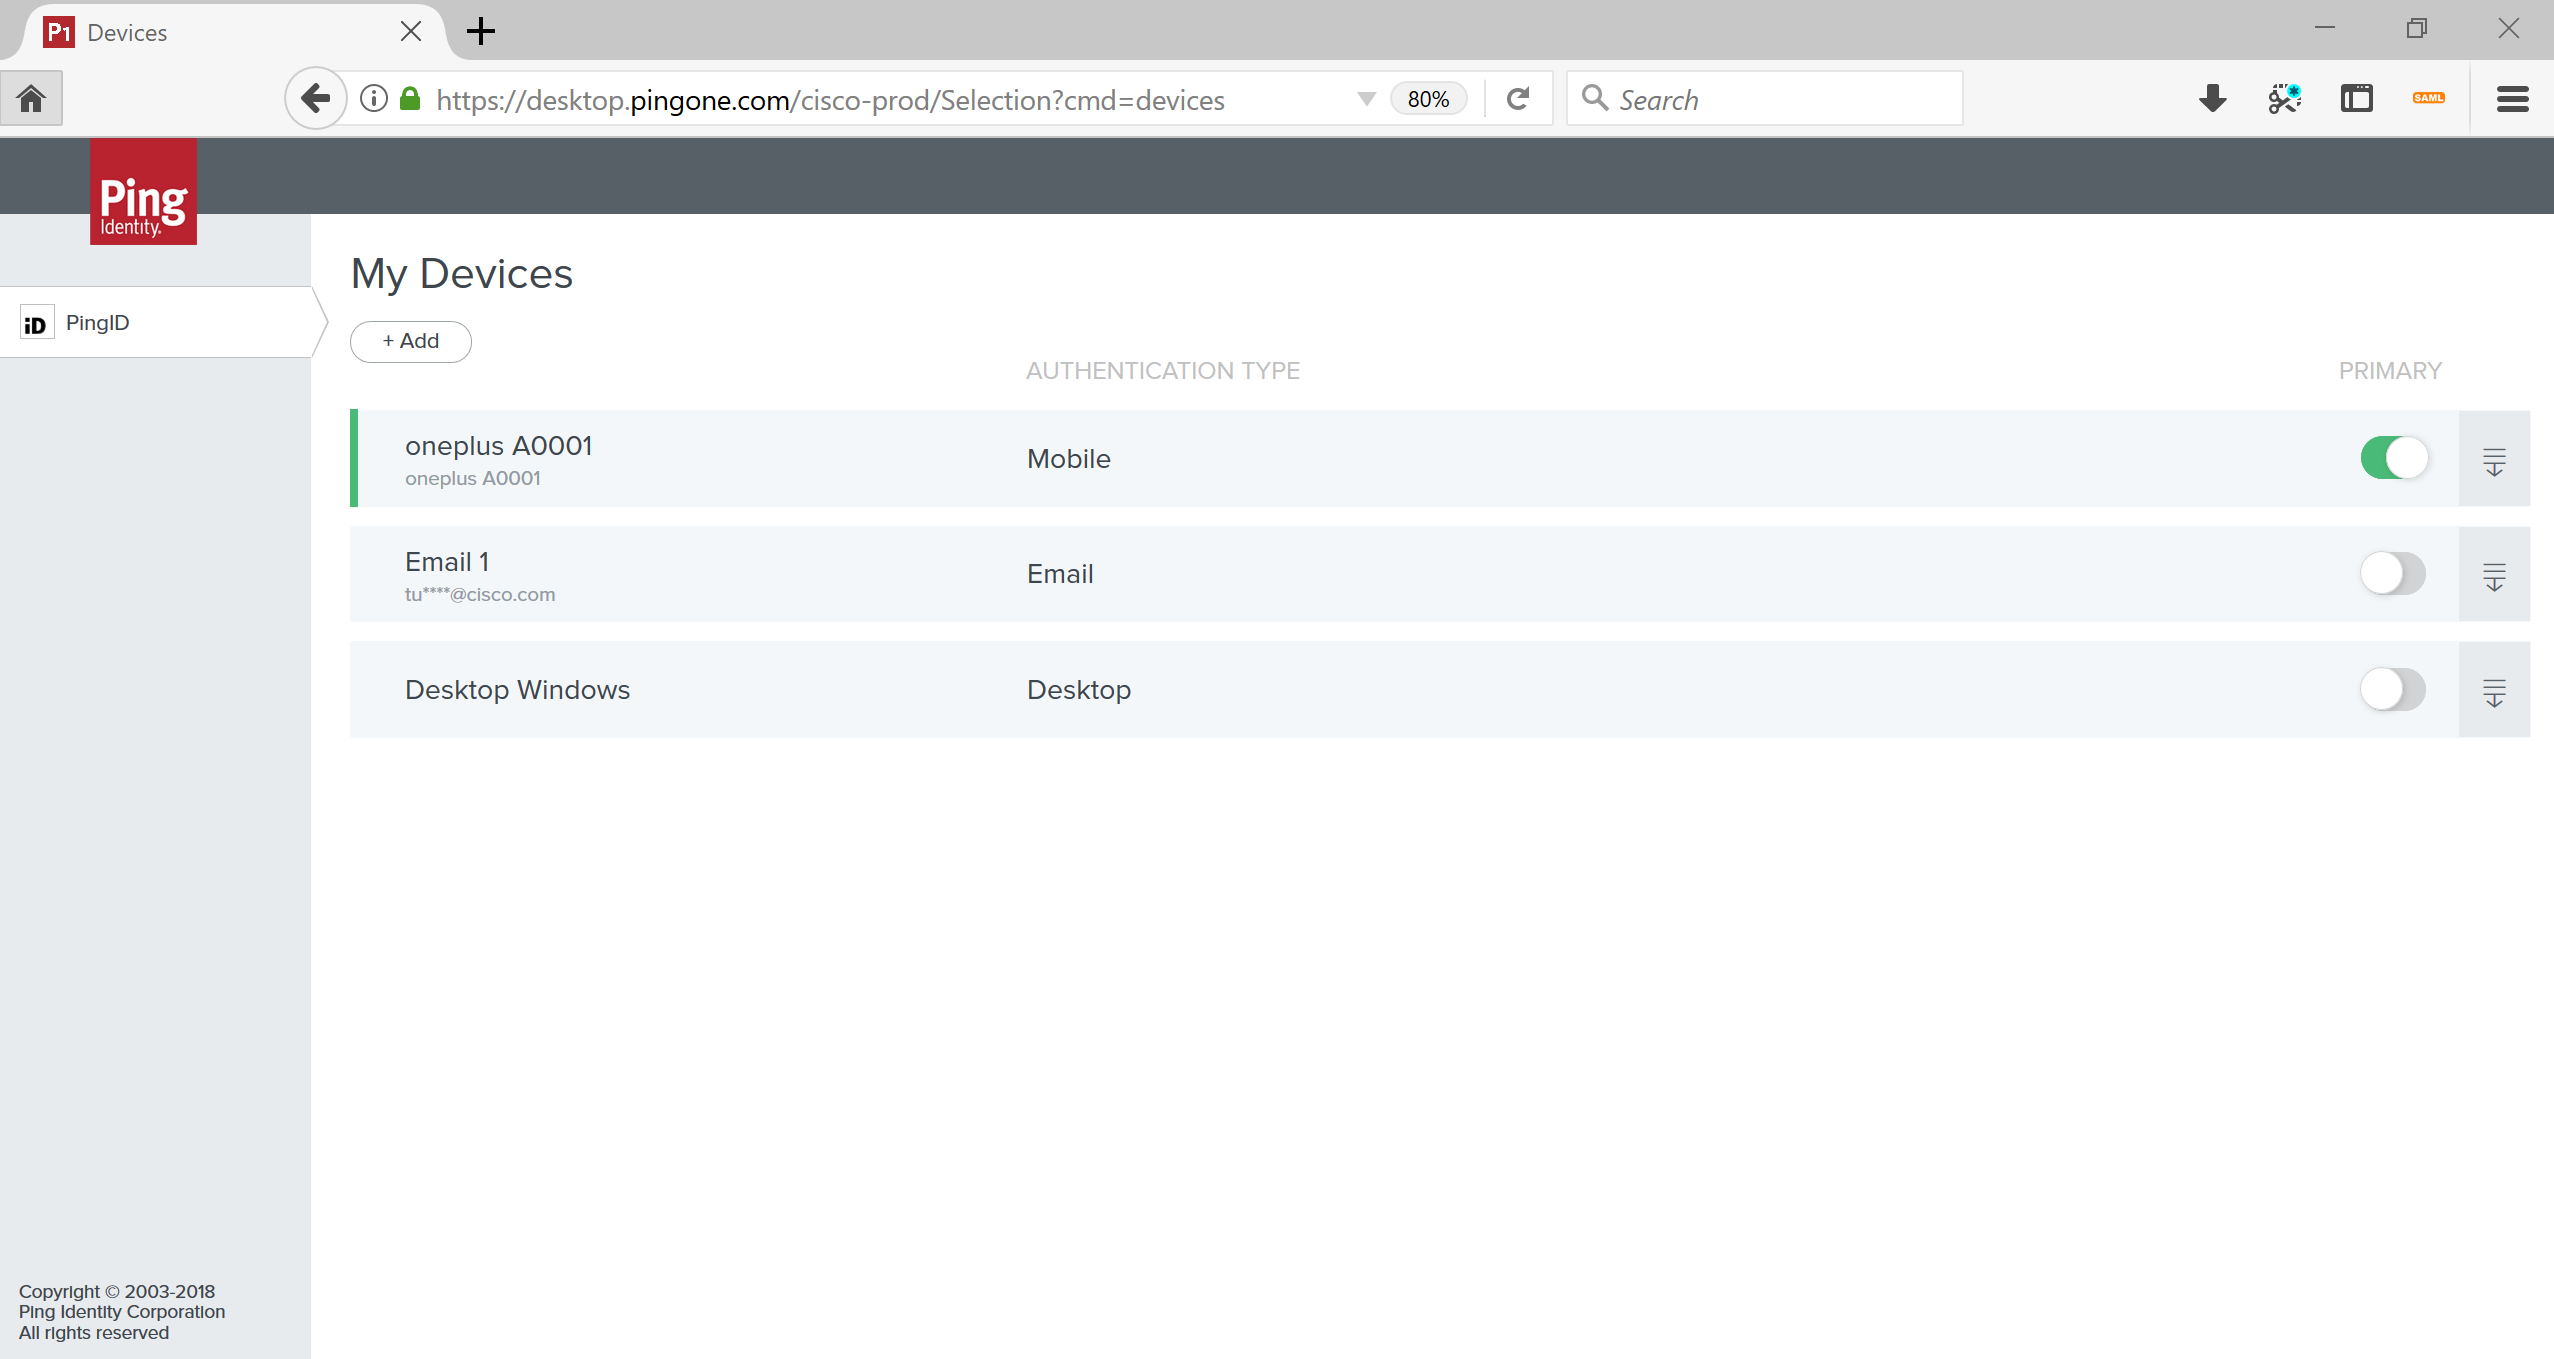 P1 Devices
https://desktop.pingone.com/cisco-prod/Selection?cmd=devices
80%
Search
SAML
Ping
Identity.
iD PingID
My Devices
+ Add
AUTHENTICATION TYPE PRIMARY
oneplus A0001
oneplus A0001
Mobile
Email 1
tu****@cisco.com
Email
Desktop Windows Desktop
Copyright © 2003-2018
Ping Identity Corporation
All rights reserved